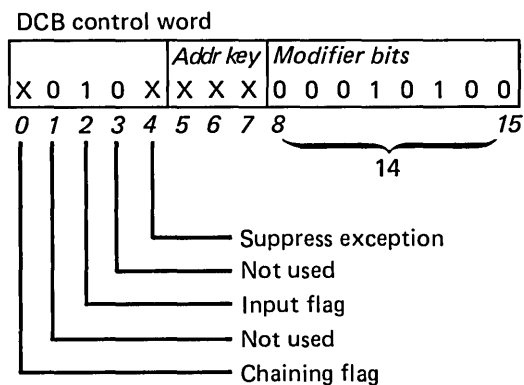 DCB control word
Addr key Modifier bits
X 0 1 0 X X X X 0 0 0 1 0 1 0 0
0 1 2 3 4 5 6 7 8 15
14
Suppress exception
Not used
Input flag
Not used
Chaining flag